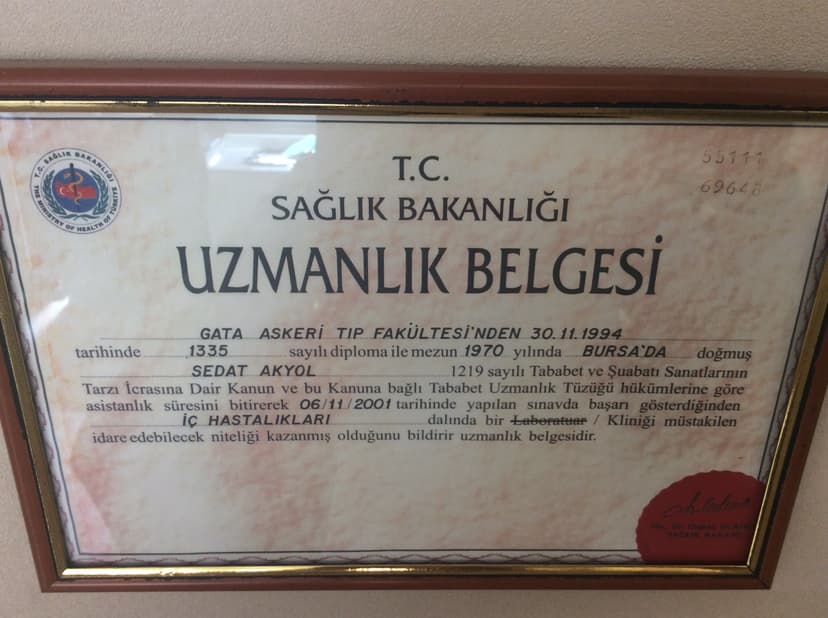 T.C. SAĞLIK BAKANLIĞI
THE MINISTRY OF HEALTH OF TÜRKİYE
55111
69648
T.C.
SAĞLIK BAKANLIĞI
UZMANLIK BELGESİ
GATA ASKERİ TIP FAKÜLTESİ'NDEN 30.11.1994
tarihinde 1335 sayılı diploma ile mezun 1970 yılında BURSA'DA doğmuş
SEDAT AKYOL 1219 sayılı Tababet ve Şuabatı Sanatlarının
Tarzı İcrasına Dair Kanun ve bu Kanuna bağlı Tababet Uzmanlık Tüzüğü hükümlerine göre
asistanlık süresini bitirerek 06/11/2001 tarihinde yapılan sınavda başarı gösterdiğinden
İÇ HASTALIKLARI dalında bir Laboratuar / Kliniği müstakilen
idare edebilecek niteliği kazanmış olduğunu bildirir uzmanlık belgesidir.